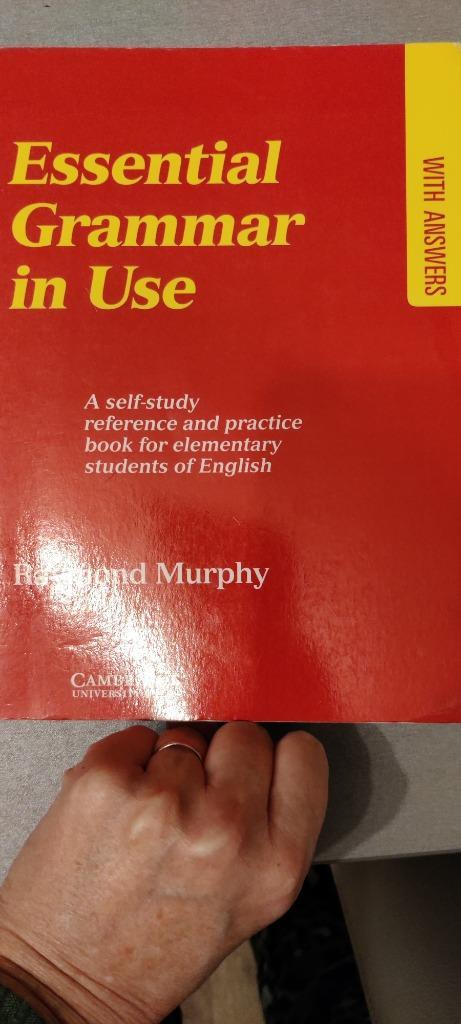 Essential
Grammar
in Use
WITH ANSWERS
A self-study
reference and practice
book for elementary
students of English
Murphy